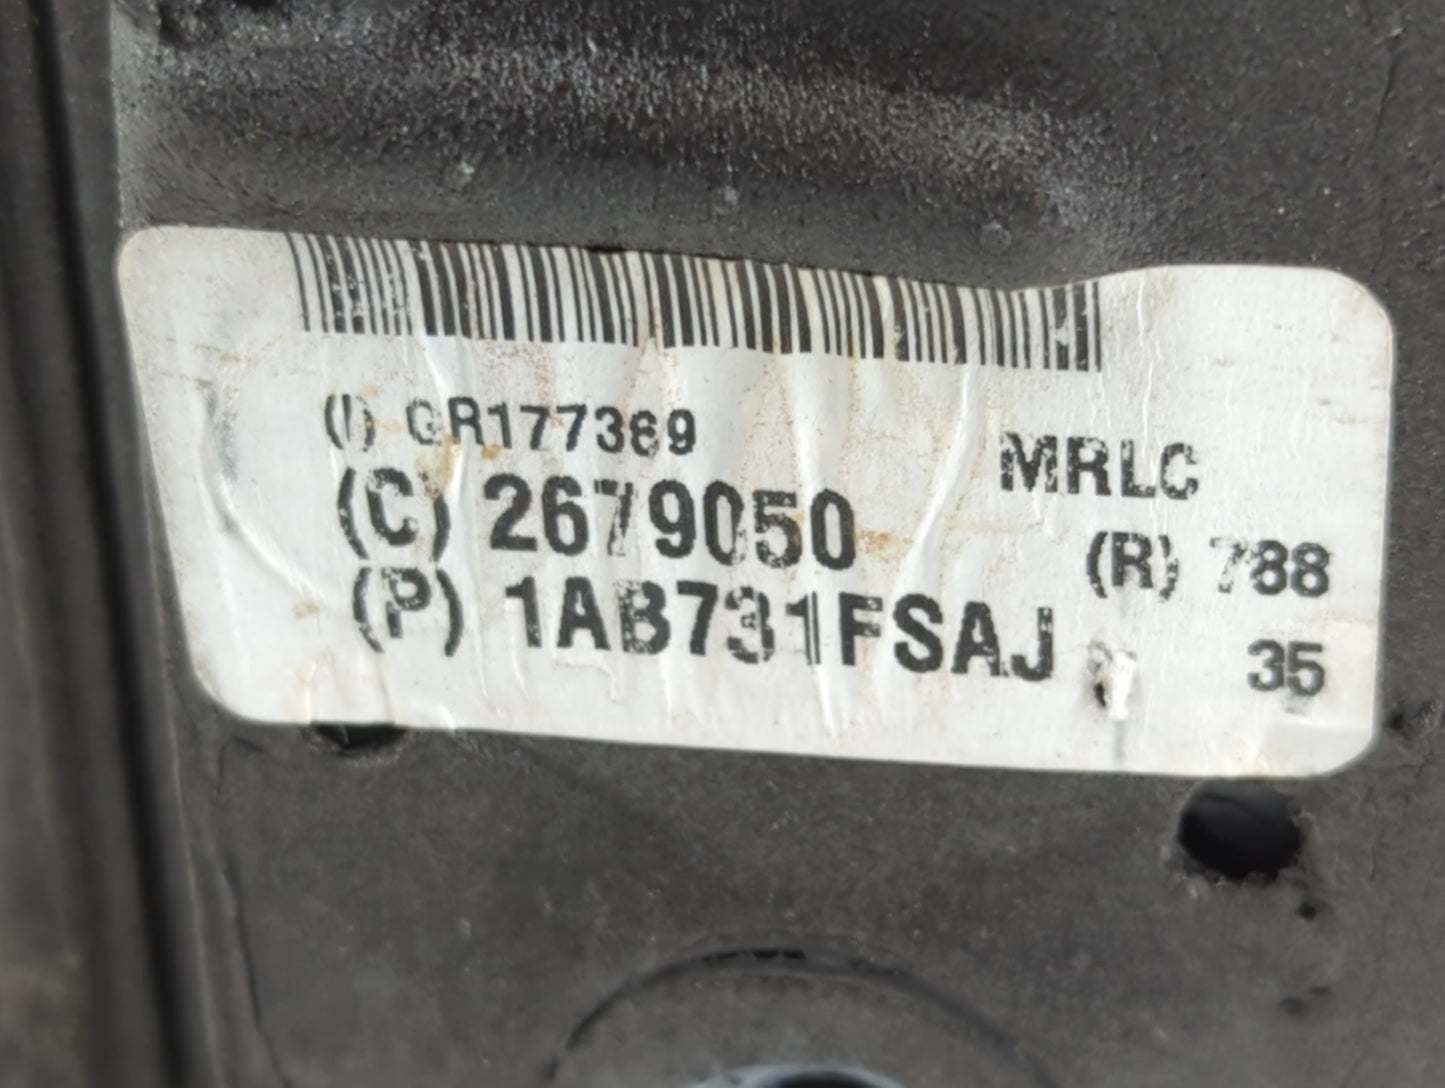 (I) GR177369
MRLC
(C) 2679050
(R) 788
(P) 1AB731FSAJ
35